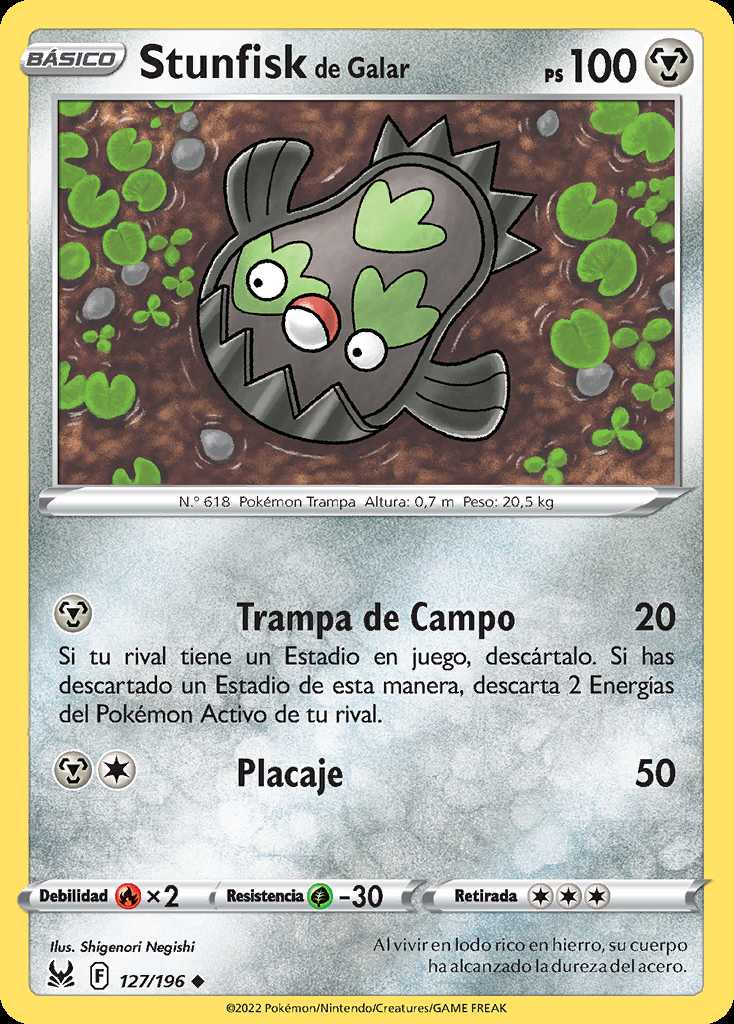 BÁSICO
Stunfisk de Galar
PS 100
N.º 618 Pokémon Trampa Altura: 0,7 m Peso: 20,5 kg
Trampa de Campo 20
Si tu rival tiene un Estadio en juego, descártalo. Si has
descartado un Estadio de esta manera, descarta 2 Energías
del Pokémon Activo de tu rival.
Placaje 50
Debilidad ×2 Resistencia -30 Retirada
Ilus. Shigenori Negishi
Al vivir en lodo rico en hierro, su cuerpo
ha alcanzado la dureza del acero.
F 127/196
©2022 Pokémon/Nintendo/Creatures/GAME FREAK